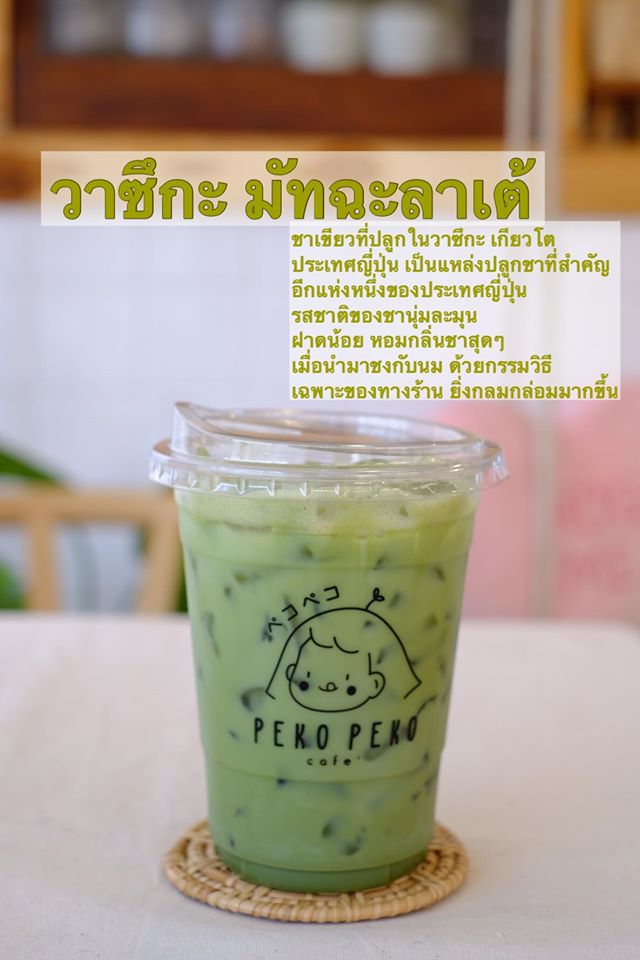 วาซึกะ มัทฉะลาเต้
ชาเขียวที่ปลูกในวาซึกะ เกียวโต
ประเทศญี่ปุ่น เป็นแหล่งปลูกชาที่สำคัญ
อีกแห่งหนึ่งของประเทศญี่ปุ่น
รสชาติของชานุ่มละมุน
ฝาดน้อย หอมกลิ่นชาสุดๆ
เมื่อนำมาชงกับนม ด้วยกรรมวิธี
เฉพาะของทางร้าน ยิ่งกลมกล่อมมากขึ้น
ペコペコ
PEKO PEKO
cafe'